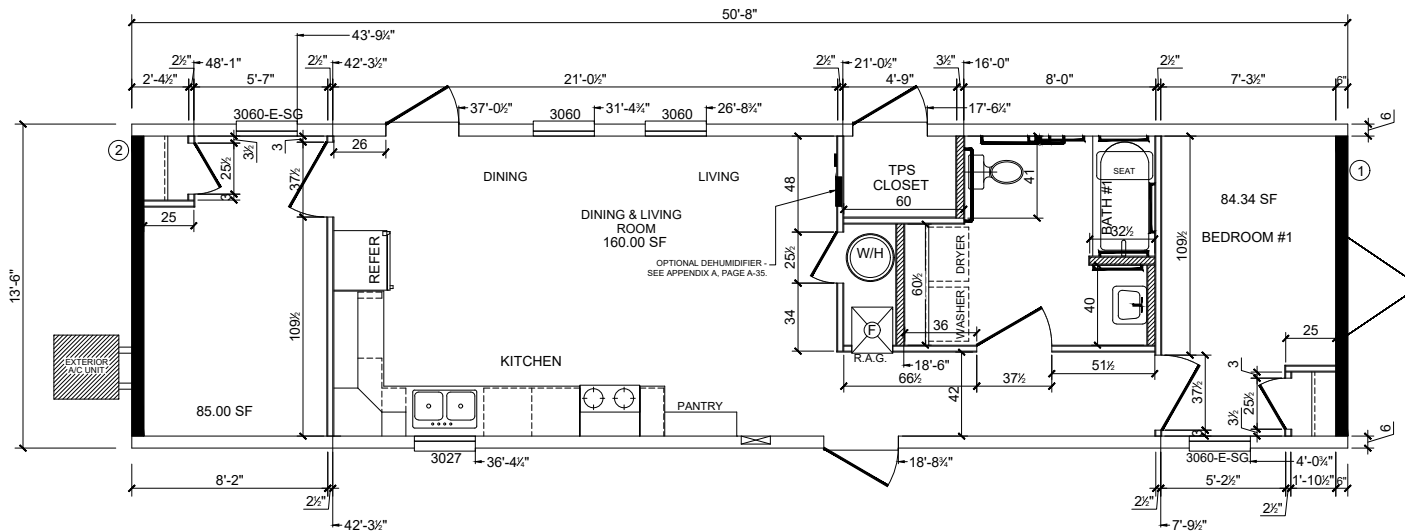 50'-8"
43'-9¼"
2½"
48'-1"
2½"
42'-3½"
2½"
21'-0½"
3½"
16'-0"
2½"
2'-4½"
5'-7"
21'-0½"
4'-9"
8'-0"
7'-3½"
6"
3060-E-SG
37'-0½"
3060
31'-4¾"
3060
26'-8¾"
17'-6¼"
6
2
3
3½
26
25½
37½
3
25
DINING
LIVING
48
TPS
CLOSET
60
41
SEAT
BATH #1
32½
1
84.34 SF
BEDROOM #1
109½
DINING & LIVING
ROOM
160.00 SF
OPTIONAL DEHUMIDIFIER -
SEE APPENDIX A, PAGE A-35.
REFER
25½
W/H
60½
DRYER
WASHER
40
13'-6"
109½
34
F
R.A.G.
36
18'-6"
66½
37½
51½
42
25
3
25½
3½
37½
3
KITCHEN
EXTERIOR
A/C UNIT
85.00 SF
PANTRY
3027
36'-4¼"
18'-8¾"
3060-E-SG
4'-0¾"
6
8'-2"
2½"
42'-3½"
2½"
5'-2½"
2½"
1'-10½"
6"
7'-9½"